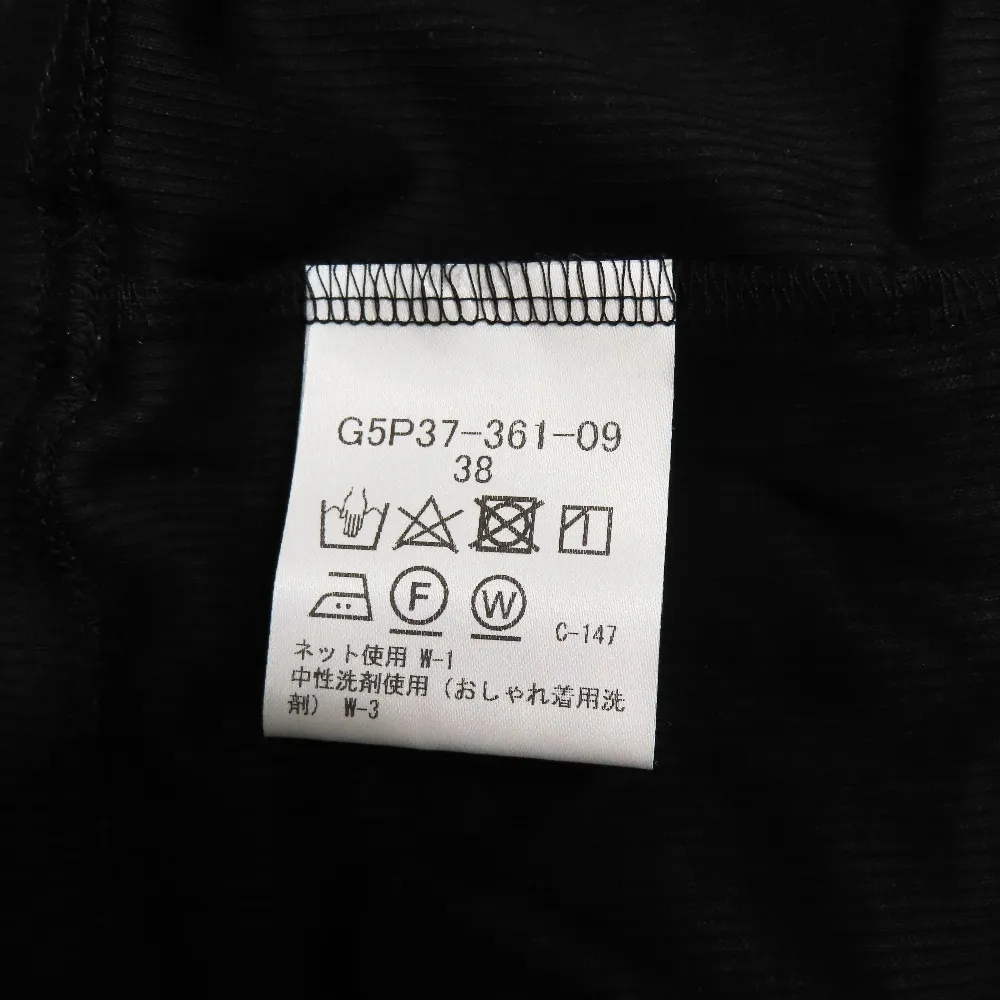 G5P37-361-09
38
F W C-147
ネット使用 W-1
中性洗剤使用（おしゃれ着用洗
剤） W-3